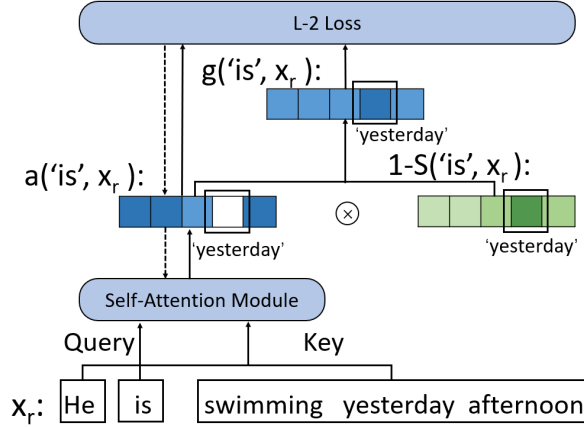 L-2 Loss
g('is', xᵣ):
'yesterday'
1-S('is', xᵣ):
a('is', xᵣ):
'yesterday'
'yesterday'
Self-Attention Module
Query
Key
xᵣ: He is swimming yesterday afternoon